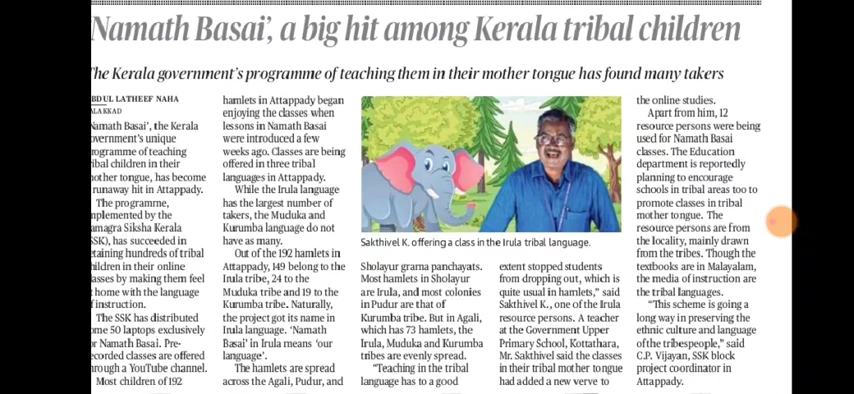 'Namath Basai', a big hit among Kerala tribal children
The Kerala government's programme of teaching them in their mother tongue has found many takers
BDUL LATHEEF NAHA
ALAKKAD
Namath Basai', the Kerala
overnment's unique
rogramme of teaching
ribal children in their
mother tongue, has become
runaway hit in Attappady.
The programme,
mplemented by the
amagra Siksha Kerala
SSK), has succeeded in
etaining hundreds of tribal
hildren in their online
lasses by making them feel
home with the language
f instruction.
The SSK has distributed
ome 50 laptops exclusively
or Namath Basai. Pre-
ecorded classes are offered
hrough a YouTube channel.
Most children of 192
hamlets in Attappady began
enjoying the classes when
lessons in Namath Basai
were introduced a few
weeks ago. Classes are being
offered in three tribal
languages in Attappady.
While the Irula language
has the largest number of
takers, the Muduka and
Kurumba language do not
have as many.
Out of the 192 hamlets in
Attappady, 149 belong to the
Irula tribe, 24 to the
Muduka tribe and 19 to the
Kurumba tribe. Naturally,
the project got its name in
Irula language. 'Namath
Basai' in Irula means 'our
language'.
The hamlets are spread
across the Agali, Pudur, and
Sakthivel K. offering a class in the Irula tribal language.
Sholayur grama panchayats.
Most hamlets in Sholayur
are Irula, and most colonies
in Pudur are that of
Kurumba tribe. But in Agali,
which has 73 hamlets, the
Irula, Muduka and Kurumba
tribes are evenly spread.
"Teaching in the tribal
language has to a good
extent stopped students
from dropping out, which is
quite usual in hamlets," said
Sakthivel K., one of the Irula
resource persons. A teacher
at the Government Upper
Primary School, Kottathara,
Mr. Sakthivel said the classes
in their tribal mother tongue
had added a new verve to
the online studies.
Apart from him, 12
resource persons were being
used for Namath Basai
classes. The Education
department is reportedly
planning to encourage
schools in tribal areas too to
promote classes in tribal
mother tongue. The
resource persons are from
the locality, mainly drawn
from the tribes. Though the
textbooks are in Malayalam,
the media of instruction are
the tribal languages.
"This scheme is going a
long way in preserving the
ethnic culture and language
of the tribespeople," said
C.P. Vijayan, SSK block
project coordinator in
Attappady.